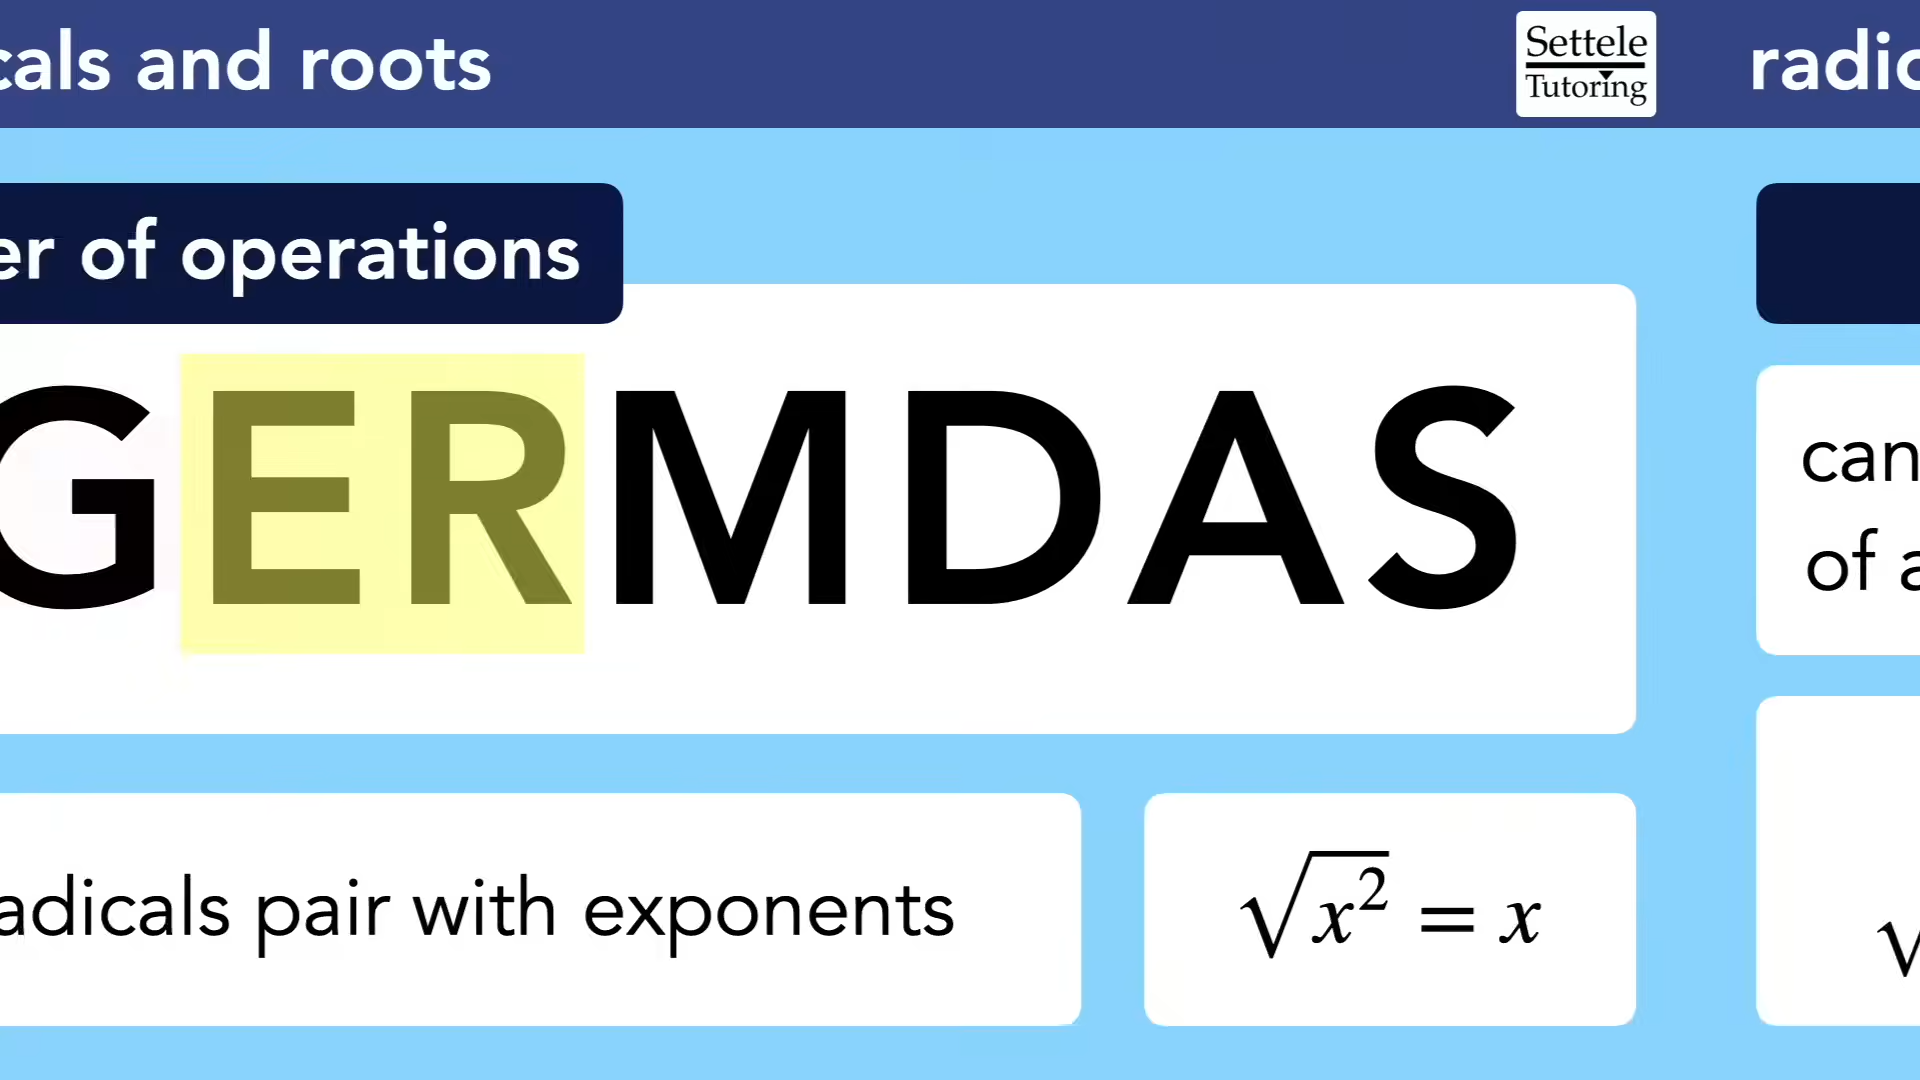 cals and roots
Settele
Tutoring
radic
er of operations
GERMDAS
can
of a
adicals pair with exponents
√x² = x
√